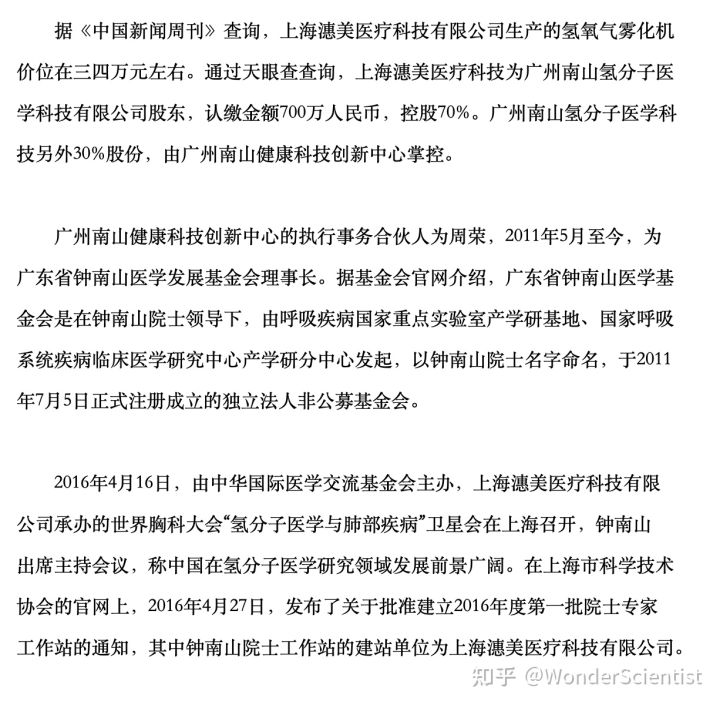 据《中国新闻周刊》查询，上海潓美医疗科技有限公司生产的氢氧气雾化机
价位在三四万元左右。通过天眼查查询，上海潓美医疗科技为广州南山氢分子医
学科技有限公司股东，认缴金额700万人民币，控股70%。广州南山氢分子医学科
技另外30%股份，由广州南山健康科技创新中心掌控。
广州南山健康科技创新中心的执行事务合伙人为周荣，2011年5月至今，为
广东省钟南山医学发展基金会理事长。据基金会官网介绍，广东省钟南山医学基
金会是在钟南山院士领导下，由呼吸疾病国家重点实验室产学研基地、国家呼吸
系统疾病临床医学研究中心产学研分中心发起，以钟南山院士名字命名，于2011
年7月5日正式注册成立的独立法人非公募基金会。
2016年4月16日，由中华国际医学交流基金会主办，上海潓美医疗科技有限
公司承办的世界胸科大会“氢分子医学与肺部疾病”卫星会在上海召开，钟南山
出席主持会议，称中国在氢分子医学研究领域发展前景广阔。在上海市科学技术
协会的官网上，2016年4月27日，发布了关于批准建立2016年度第一批院士专家
工作站的通知，其中钟南山院士工作站的建站单位为上海潓美医疗科技有限公司。
知乎 @WonderScientist